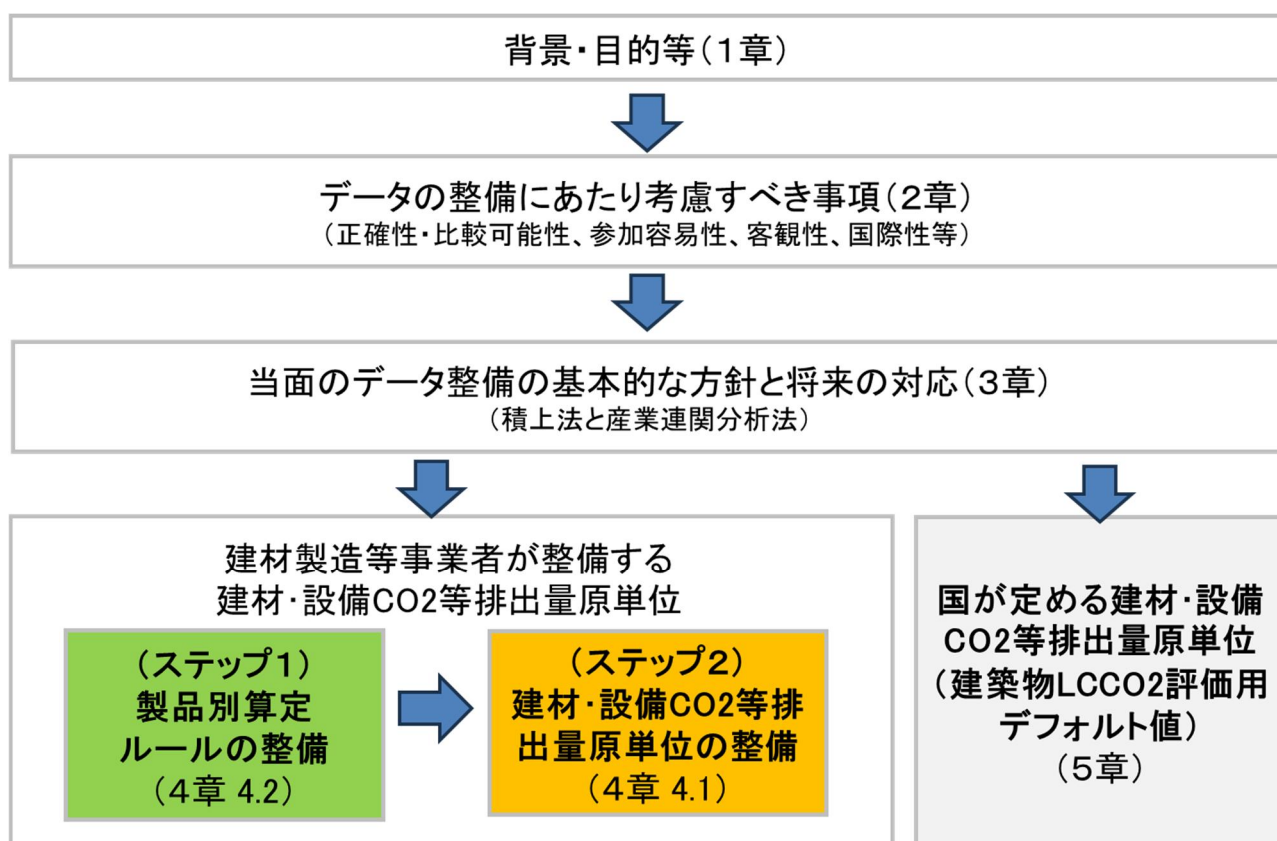 背景・目的等(1章)
データの整備にあたり考慮すべき事項(2章)
(正確性・比較可能性、参加容易性、客観性、国際性等)
当面のデータ整備の基本的な方針と将来の対応(3章)
(積上法と産業連関分析法)
建材製造等事業者が整備する
建材・設備CO2等排出量原単位
(ステップ1)
製品別算定
ルールの整備
(4章 4.2)
(ステップ2)
建材・設備CO2等排
出量原単位の整備
(4章 4.1)
国が定める建材・設備
CO2等排出量原単位
(建築物LCCO2評価用
デフォルト値)
(5章)